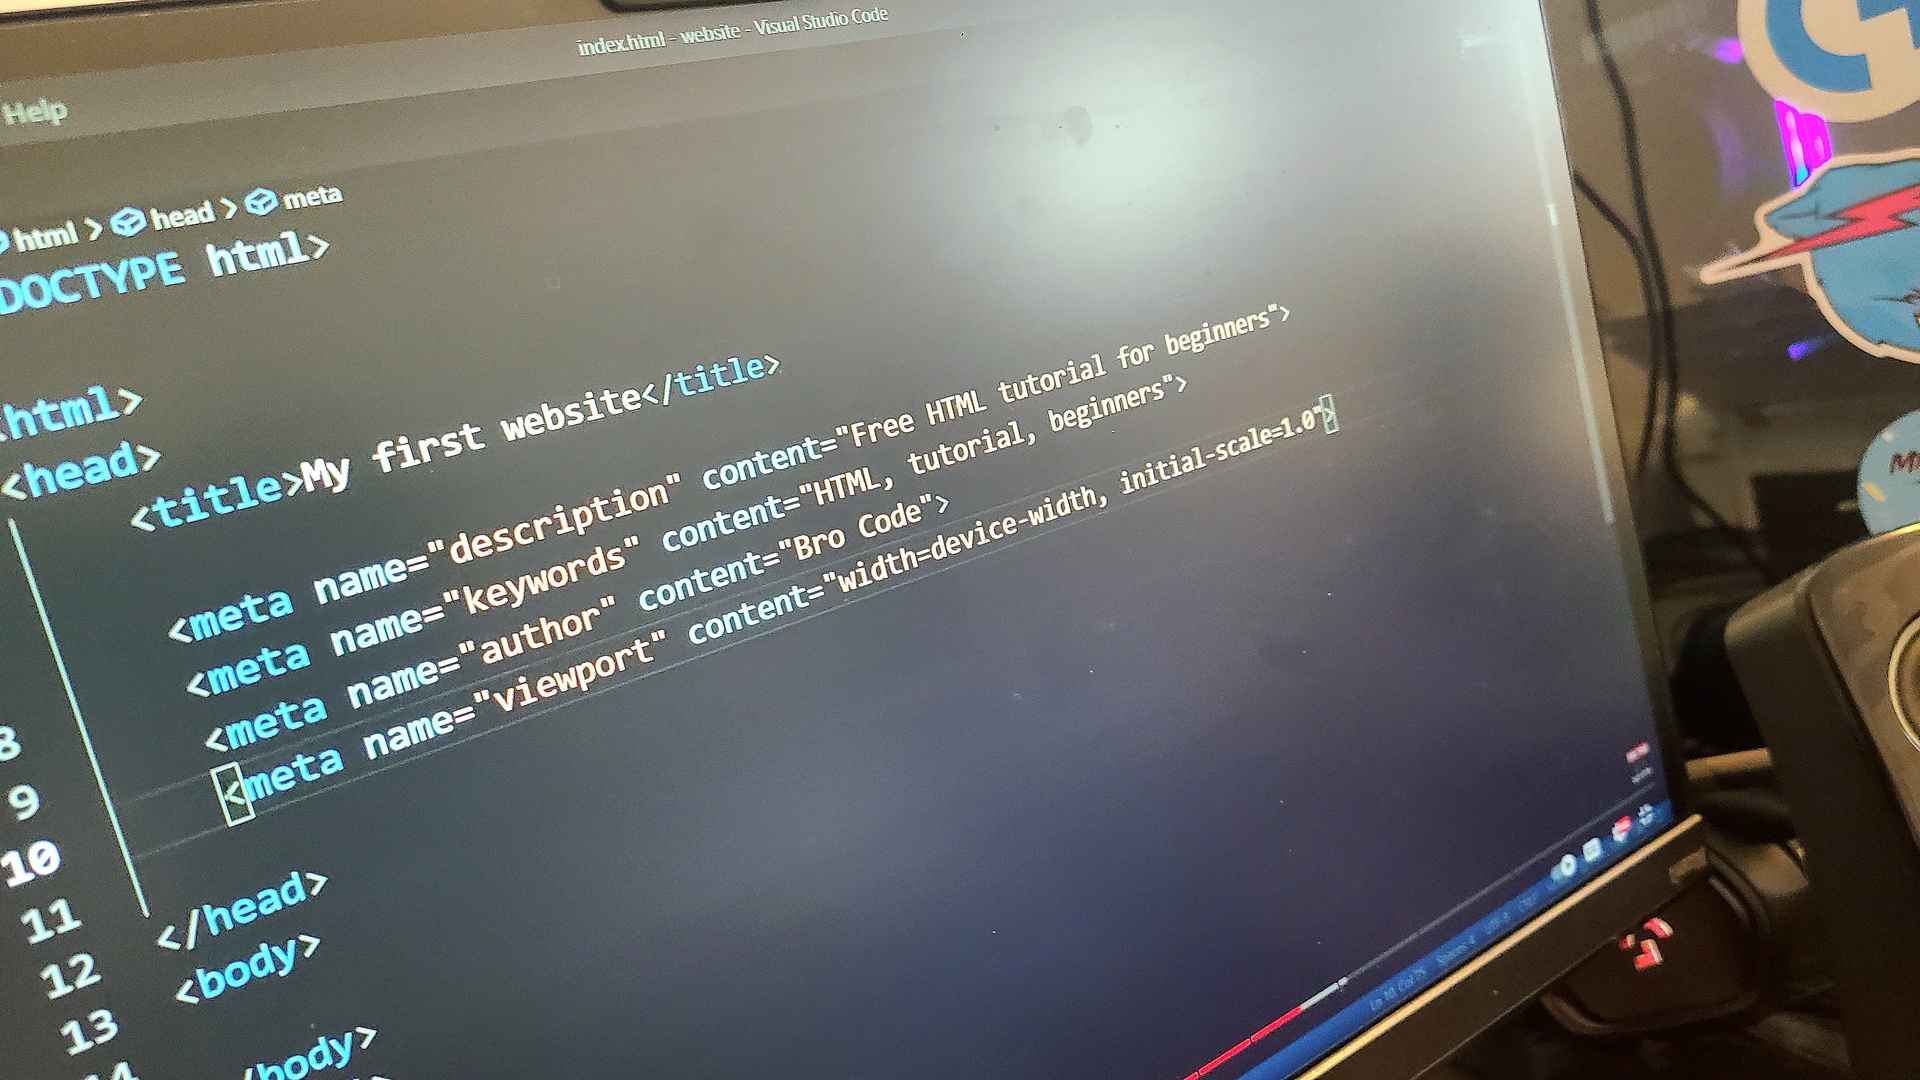 index.html - website - Visual Studio Code
Help
html > head > meta
DOCTYPE html>
<html>
<head>
<title>My first website</title>
<meta name="description" content="Free HTML tutorial for beginners">
<meta name="keywords" content="HTML, tutorial, beginners">
8 <meta name="author" content="Bro Code">
9 <meta name="viewport" content="width=device-width, initial-scale=1.0">
10
11 </head>
12 <body>
13
14 /body>